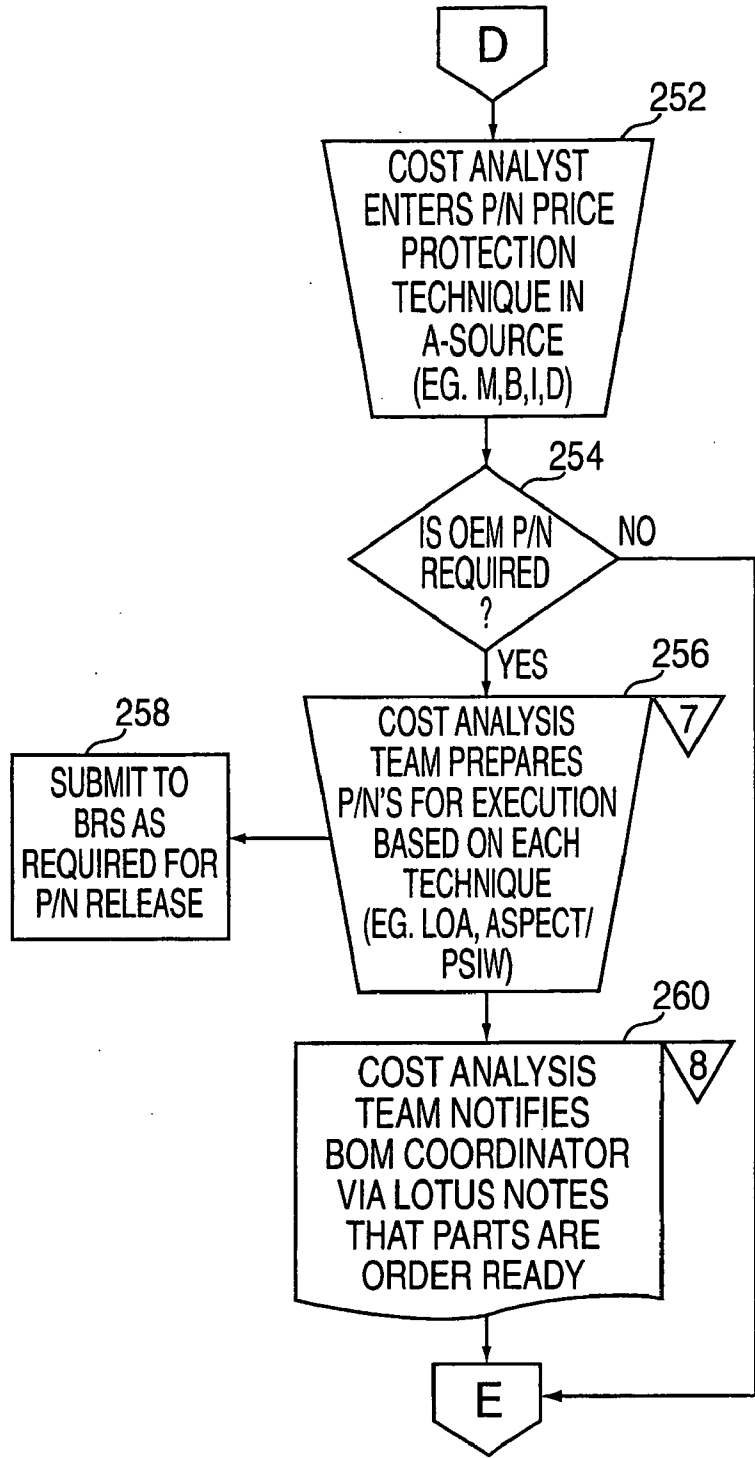 D
252
COST ANALYST
ENTERS P/N PRICE
PROTECTION
TECHNIQUE IN
A-SOURCE
(EG. M,B,I,D)
254
IS OEM P/N
REQUIRED
?
NO
YES
256
7
COST ANALYSIS
TEAM PREPARES
P/N'S FOR EXECUTION
BASED ON EACH
TECHNIQUE
(EG. LOA, ASPECT/
PSIW)
258
SUBMIT TO
BRS AS
REQUIRED FOR
P/N RELEASE
260
8
COST ANALYSIS
TEAM NOTIFIES
BOM COORDINATOR
VIA LOTUS NOTES
THAT PARTS ARE
ORDER READY
E